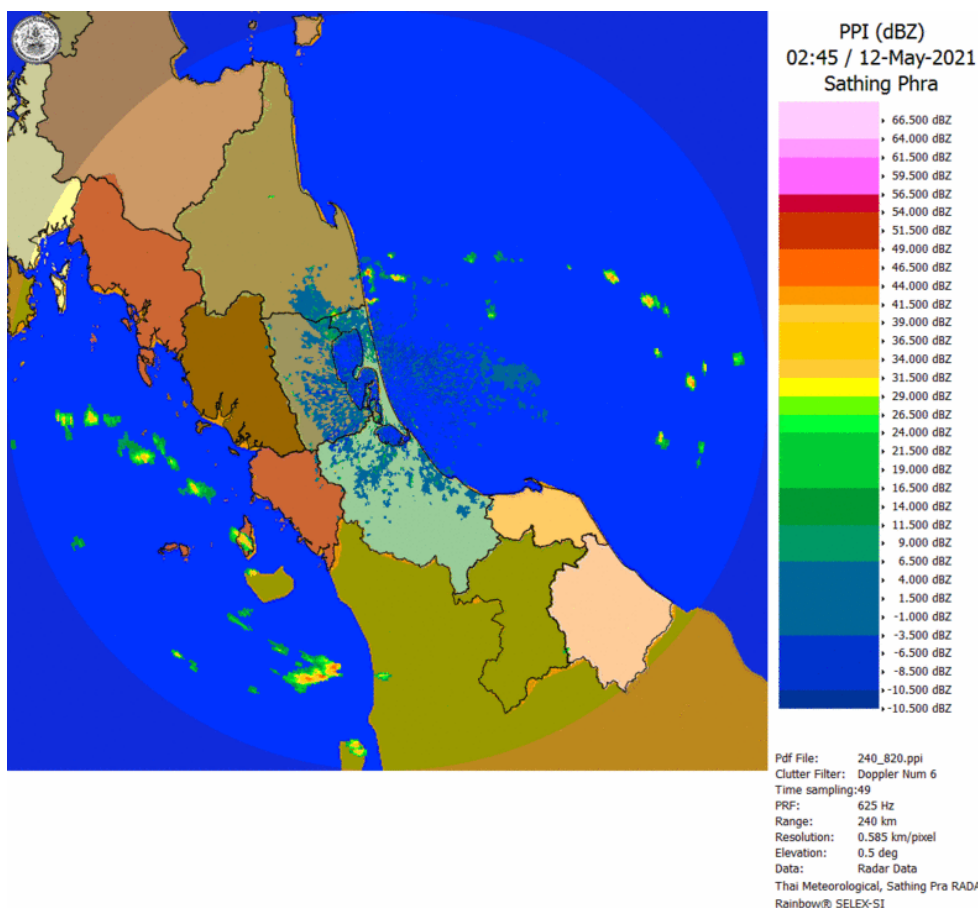 PPI (dBZ)
02:45 / 12-May-2021
Sathing Phra
66.500 dBZ
64.000 dBZ
61.500 dBZ
59.500 dBZ
56.500 dBZ
54.000 dBZ
51.500 dBZ
49.000 dBZ
46.500 dBZ
44.000 dBZ
41.500 dBZ
39.000 dBZ
36.500 dBZ
34.000 dBZ
31.500 dBZ
29.000 dBZ
26.500 dBZ
24.000 dBZ
21.500 dBZ
19.000 dBZ
16.500 dBZ
14.000 dBZ
11.500 dBZ
9.000 dBZ
6.500 dBZ
4.000 dBZ
1.500 dBZ
-1.000 dBZ
-3.500 dBZ
-6.500 dBZ
-8.500 dBZ
-10.500 dBZ
-10.500 dBZ
Pdf File: 240_820.ppi
Clutter Filter: Doppler Num 6
Time sampling:49
PRF: 625 Hz
Range: 240 km
Resolution: 0.585 km/pixel
Elevation: 0.5 deg
Data: Radar Data
Thai Meteorological, Sathing Pra RADA
Rainbow® SELEX-SI